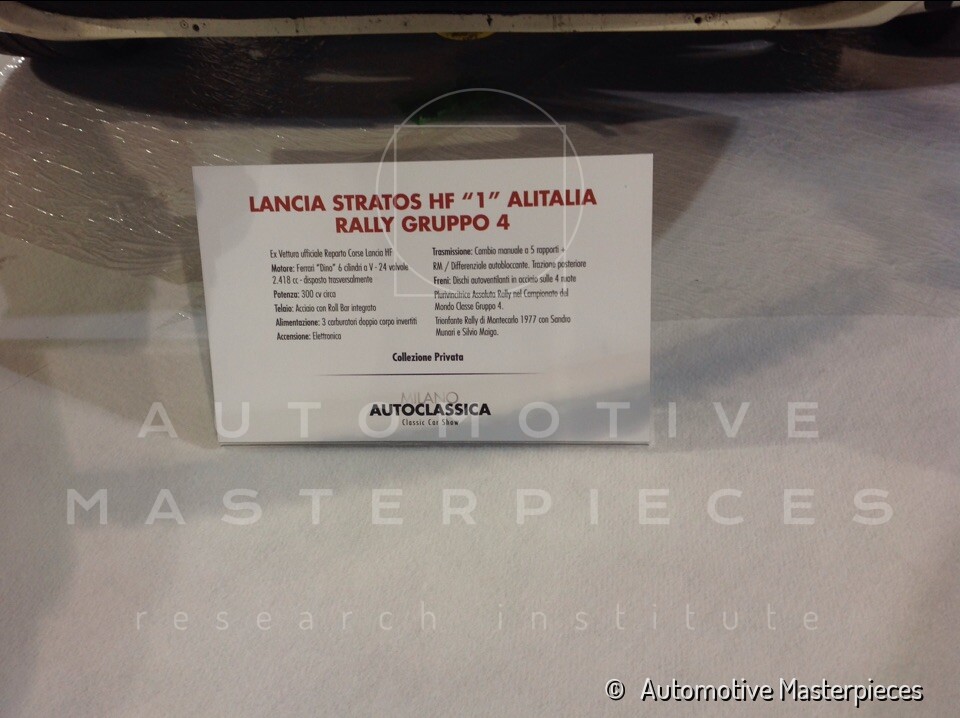 LANCIA STRATOS HF “1” ALITALIA
RALLY GRUPPO 4
Ex Vettura ufficiale Reparto Corse Lancia HF
Motore: Ferrari "Dino" 6 cilindri a V - 24 valvole
2.418 cc - disposto trasversalmente
Potenza: 300 cv circa
Telaio: Acciaio con Roll Bar integrato
Alimentazione: 3 carburatori doppio corpo invertiti
Accensione: Elettronica
Trasmissione: Cambio manuale a 5 rapporti +
RM / Differenziale autobloccante. Trazione posteriore
Freni: Dischi autoventilanti in acciaio sulle 4 ruote
Plurivincitrice Assoluta Rally nel Campionato del
Mondo Classe Gruppo 4.
Trionfante Rally di Montecarlo 1977 con Sandro
Munari e Silvio Maiga.
Collezione Privata
MILANO
AUTOCLASSICA
Classic Car Show
AUTOMOTIVE
MASTERPIECES
research institute
© Automotive Masterpieces